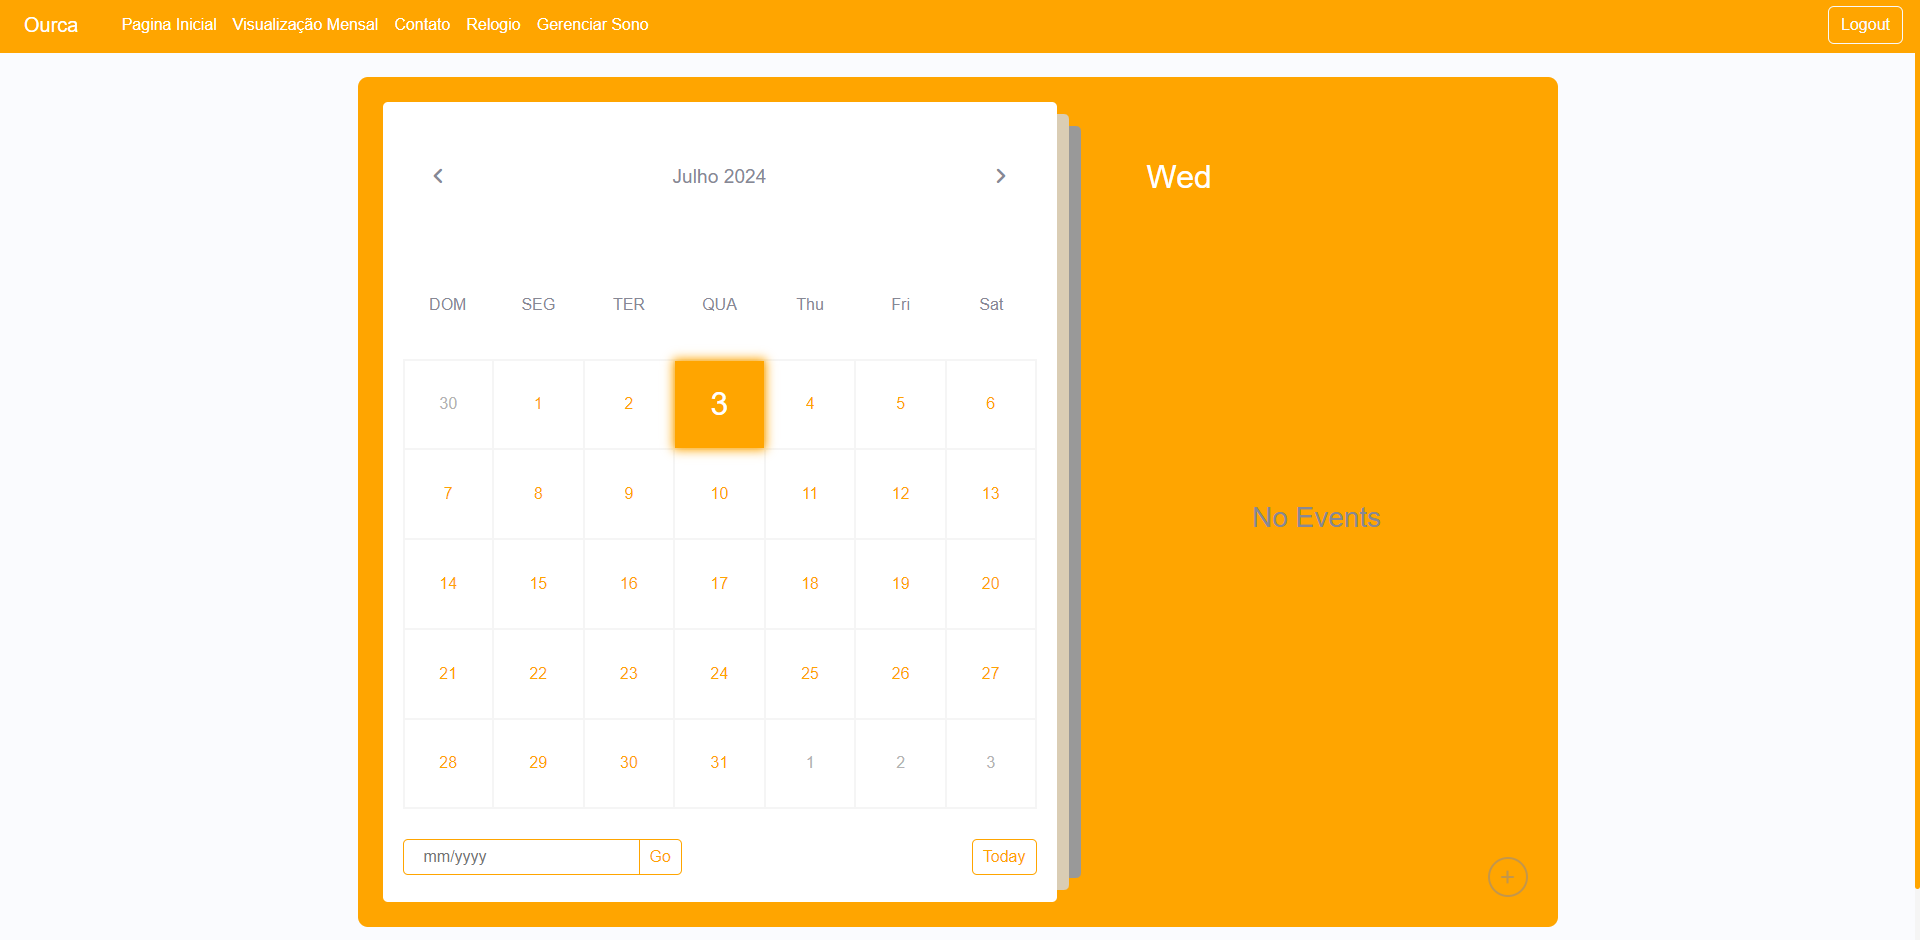 Ourca Pagina Inicial Visualização Mensal Contato Relogio Gerenciar Sono Logout
Julho 2024
DOM SEG TER QUA Thu Fri Sat
30 1 2 3 4 5 6
7 8 9 10 11 12 13
14 15 16 17 18 19 20
21 22 23 24 25 26 27
28 29 30 31 1 2 3
mm/yyyy Go Today
Wed
No Events
+